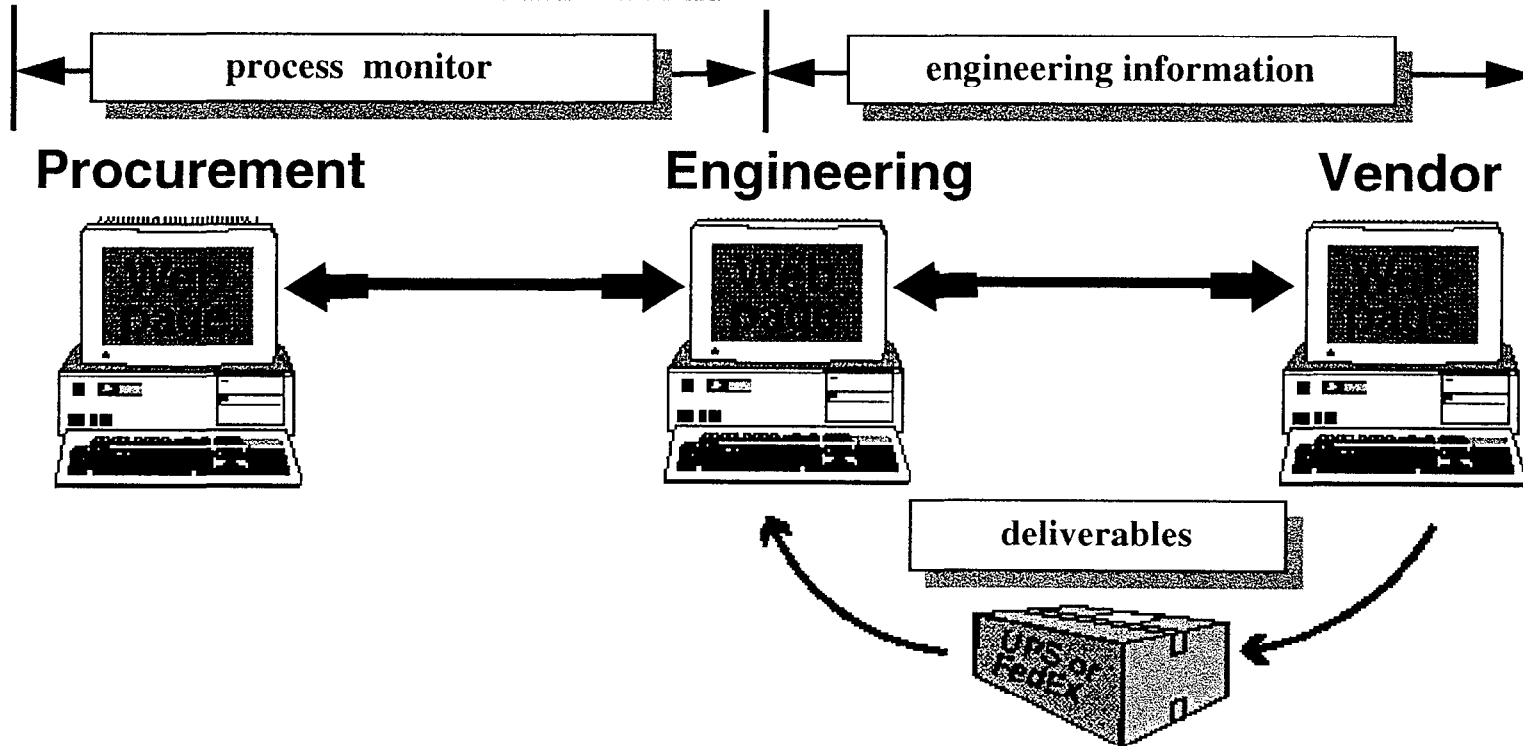 process monitor
engineering information
Procurement
Engineering
Vendor
Web
page
Web
page
Web
page
deliverables
UPS or
FedEx